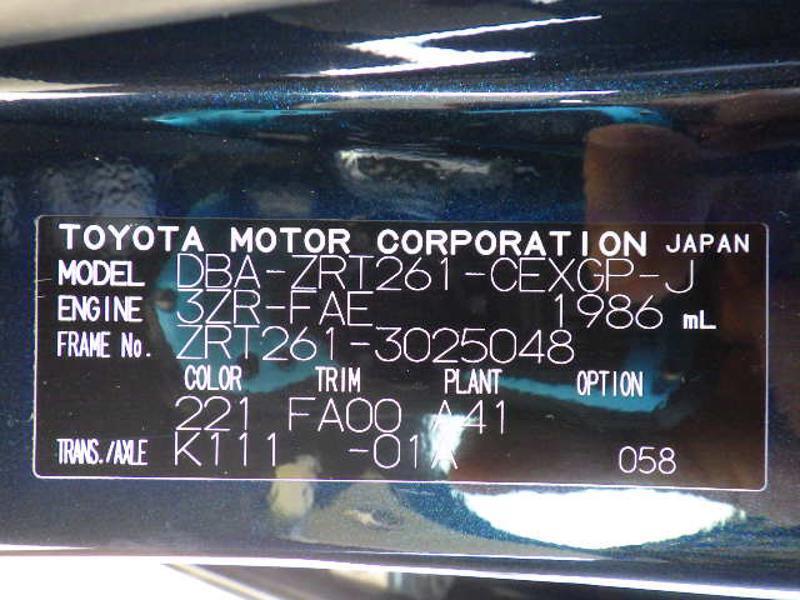 TOYOTA MOTOR CORPORATION JAPAN
MODEL DBA-ZRT261-CEXGP-J
ENGINE 3ZR-FAE 1986 mL
FRAME No. ZRT261-3025048
COLOR TRIM PLANT OPTION
221 FA00 A41
TRANS./AXLE K111 -01A 058